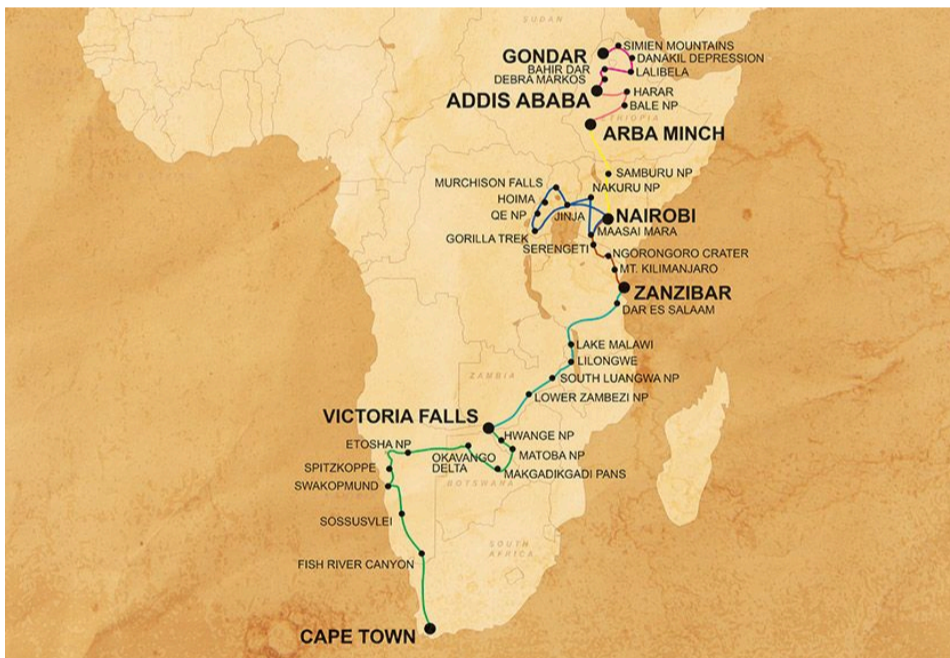 SUDAN
SIMIEN MOUNTAINS
GONDAR
DANAKIL DEPRESSION
BAHIR DAR
LALIBELA
DEBRA MARKOS
HARAR
ADDIS ABABA
BALE NP
ETHIOPIA
ARBA MINCH
SAMBURU NP
MURCHISON FALLS
NAKURU NP
HOIMA
QE NP
JINJA
NAIROBI
MAASAI MARA
GORILLA TREK
SERENGETI
NGORONGORO CRATER
MT. KILIMANJARO
ZANZIBAR
DAR ES SALAAM
LAKE MALAWI
LILONGWE
ZAMBIA
SOUTH LUANGWA NP
LOWER ZAMBEZI NP
VICTORIA FALLS
HWANGE NP
ETOSHA NP
OKAVANGO
DELTA
MATOBA NP
SPITZKOPPE
MAKGADIKGADI PANS
SWAKOPMUND
BOTSWANA
SOSSUSVLEI
SOUTH
AFRICA
FISH RIVER CANYON
CAPE TOWN